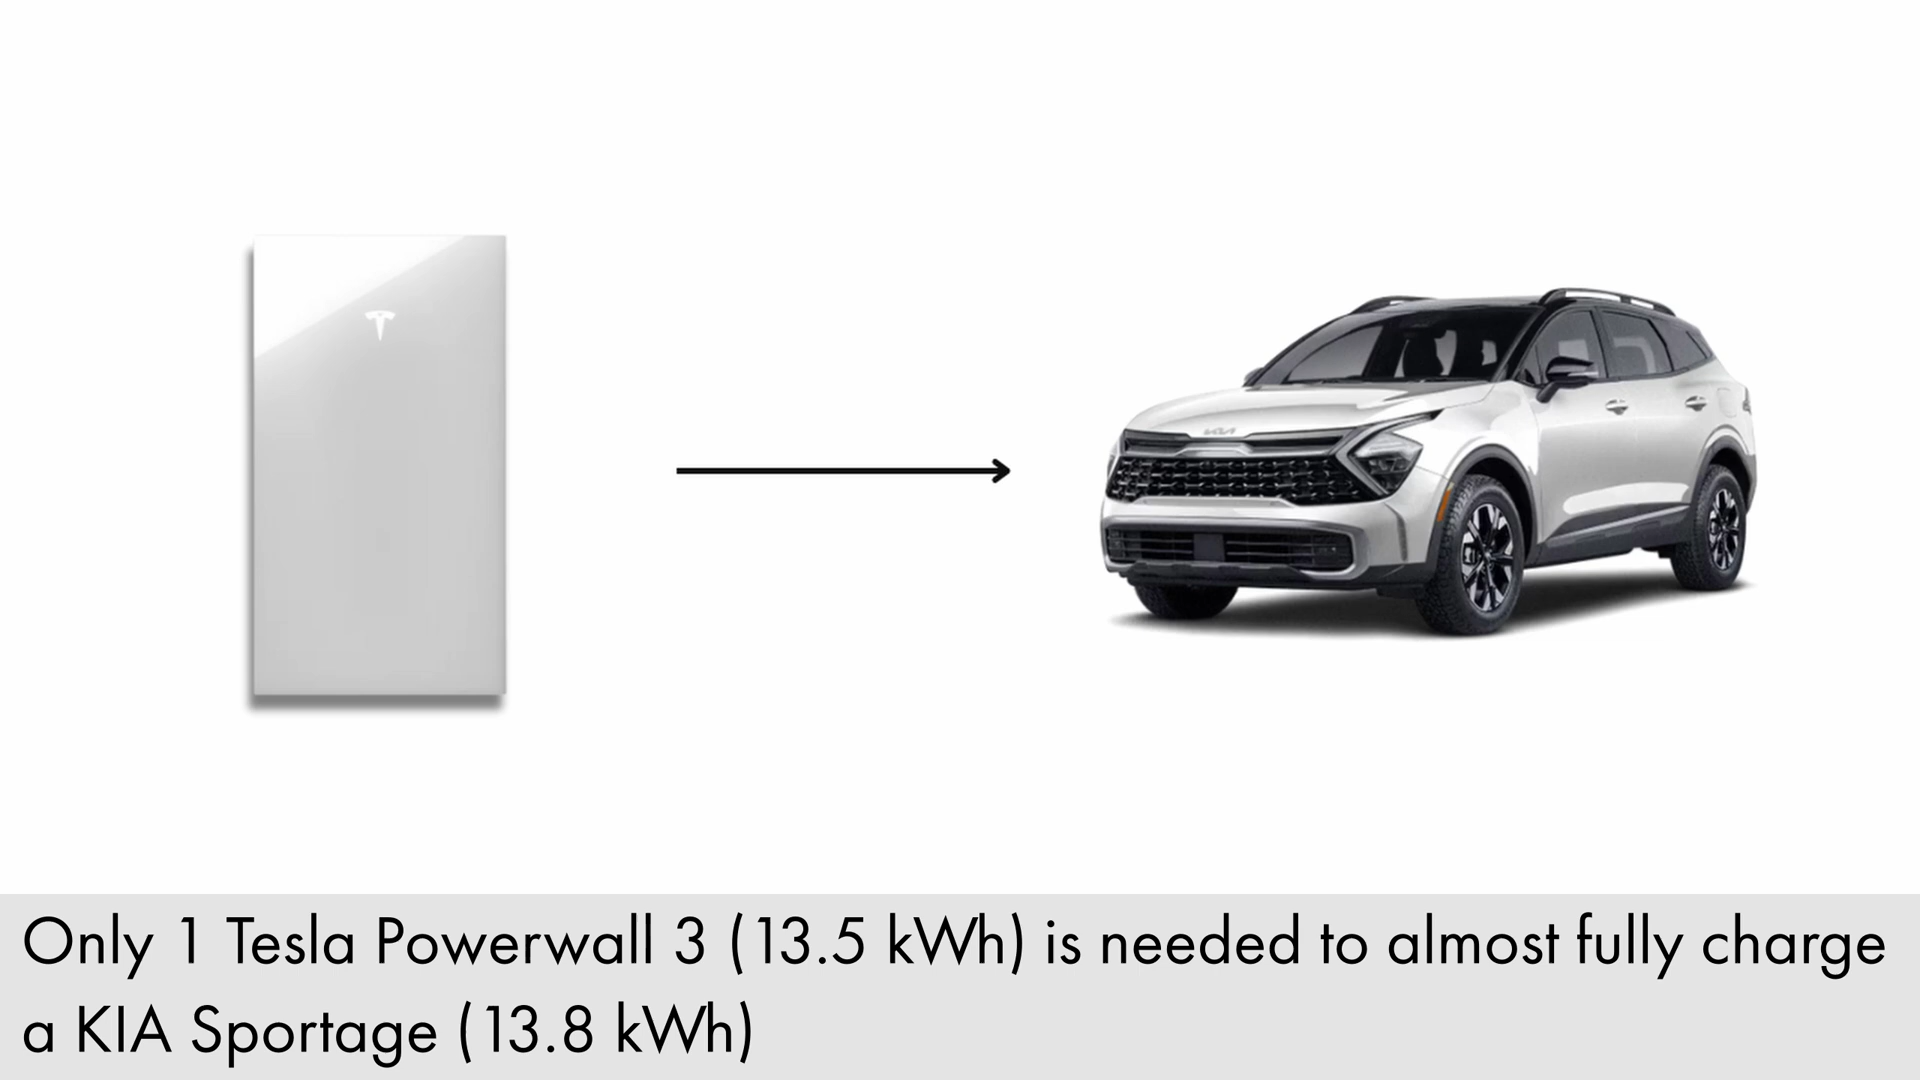 KIA
Only 1 Tesla Powerwall 3 (13.5 kWh) is needed to almost fully charge
a KIA Sportage (13.8 kWh)